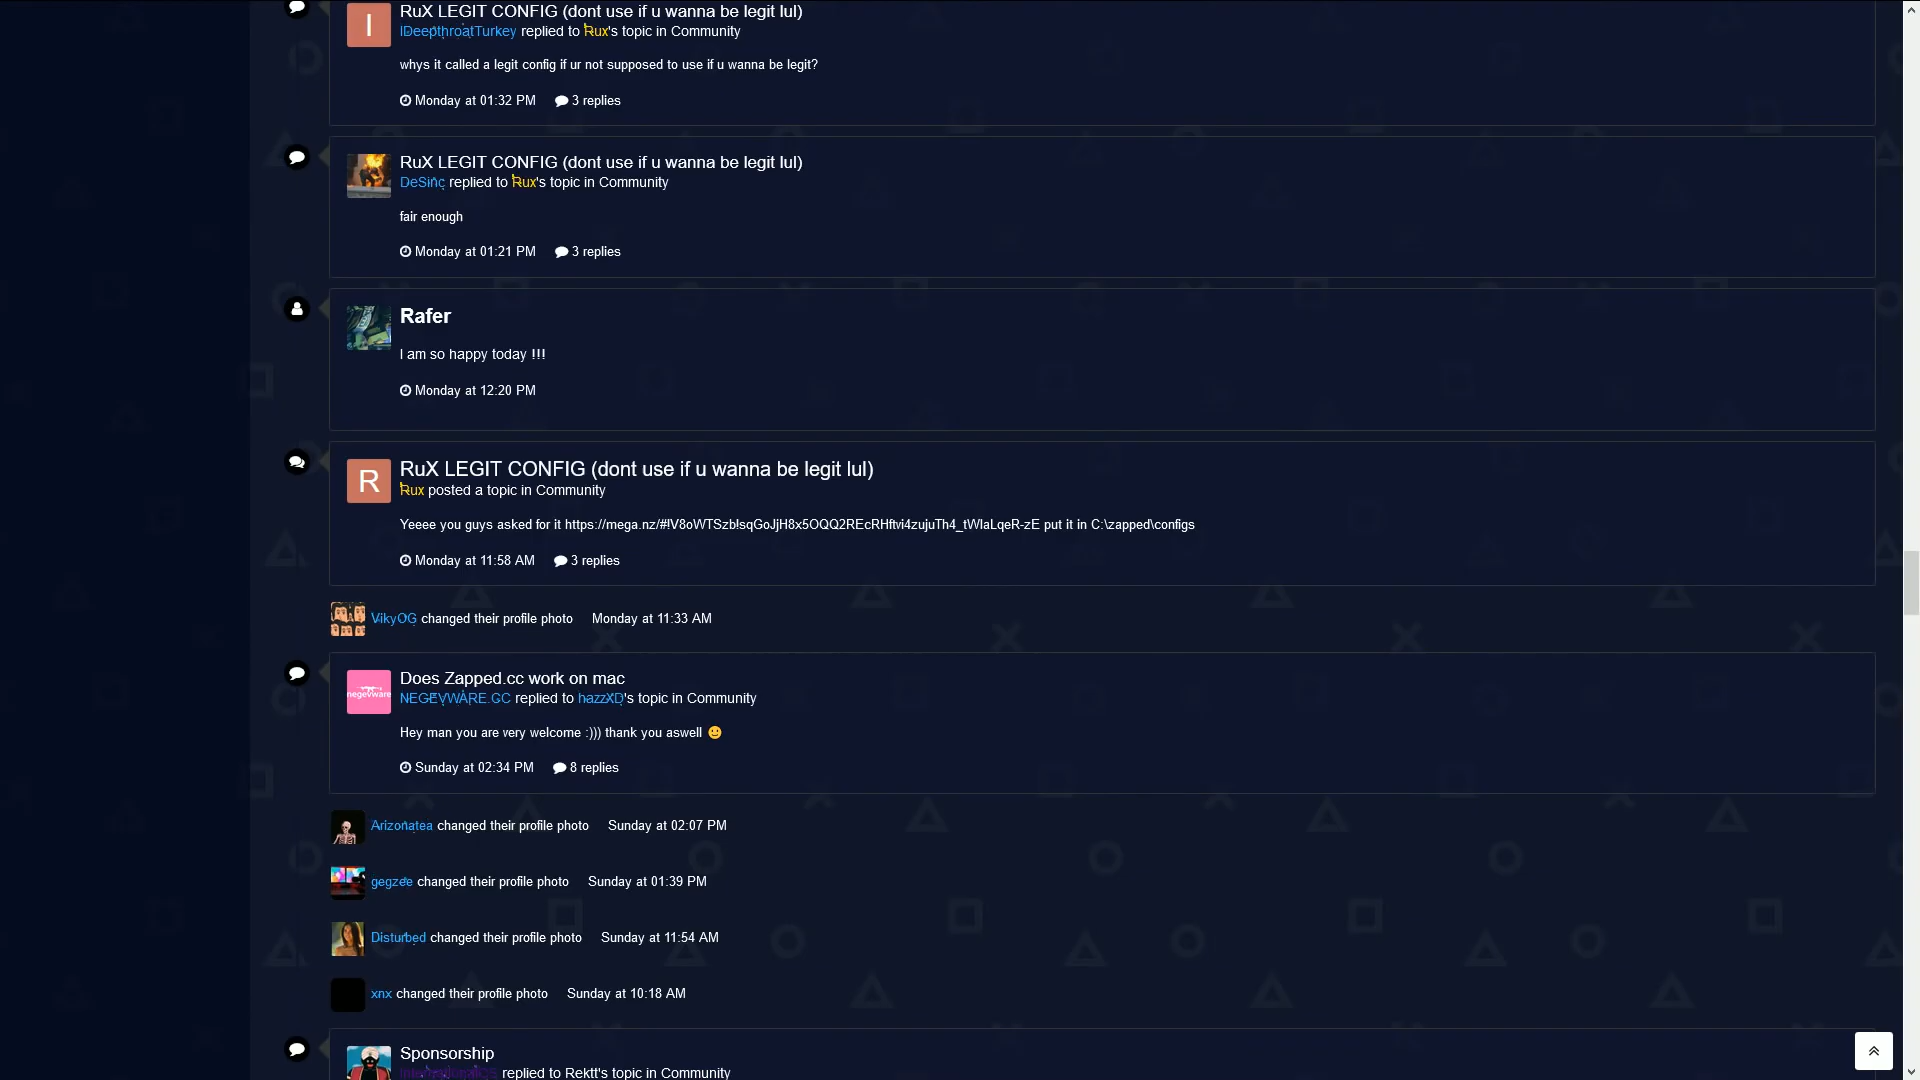 RuX LEGIT CONFIG (dont use if u wanna be legit lul)
I
IDeepthroatTurkey replied to Rux's topic in Community
whys it called a legit config if ur not supposed to use if u wanna be legit?
Monday at 01:32 PM 3 replies
RuX LEGIT CONFIG (dont use if u wanna be legit lul)
DeSinc replied to Rux's topic in Community
fair enough
Monday at 01:21 PM 3 replies
Rafer
I am so happy today !!!
Monday at 12:20 PM
RuX LEGIT CONFIG (dont use if u wanna be legit lul)
R
Rux posted a topic in Community
Yeeee you guys asked for it https://mega.nz/#!V8oWTSzb!sqGoJjH8x5OQQ2REcRHftvi4zujuTh4_tWIaLqeR-zE put it in C:\zapped\configs
Monday at 11:58 AM 3 replies
VikyOG changed their profile photo Monday at 11:33 AM
Does Zapped.cc work on mac
negevware
NEGEVWARE.CC replied to hazzXD's topic in Community
Hey man you are very welcome :))) thank you aswell 🙂
Sunday at 02:34 PM 8 replies
Arizonatea changed their profile photo Sunday at 02:07 PM
gegzee changed their profile photo Sunday at 01:39 PM
Disturbed changed their profile photo Sunday at 11:54 AM
xnx changed their profile photo Sunday at 10:18 AM
Sponsorship
replied to Rektt's topic in Community